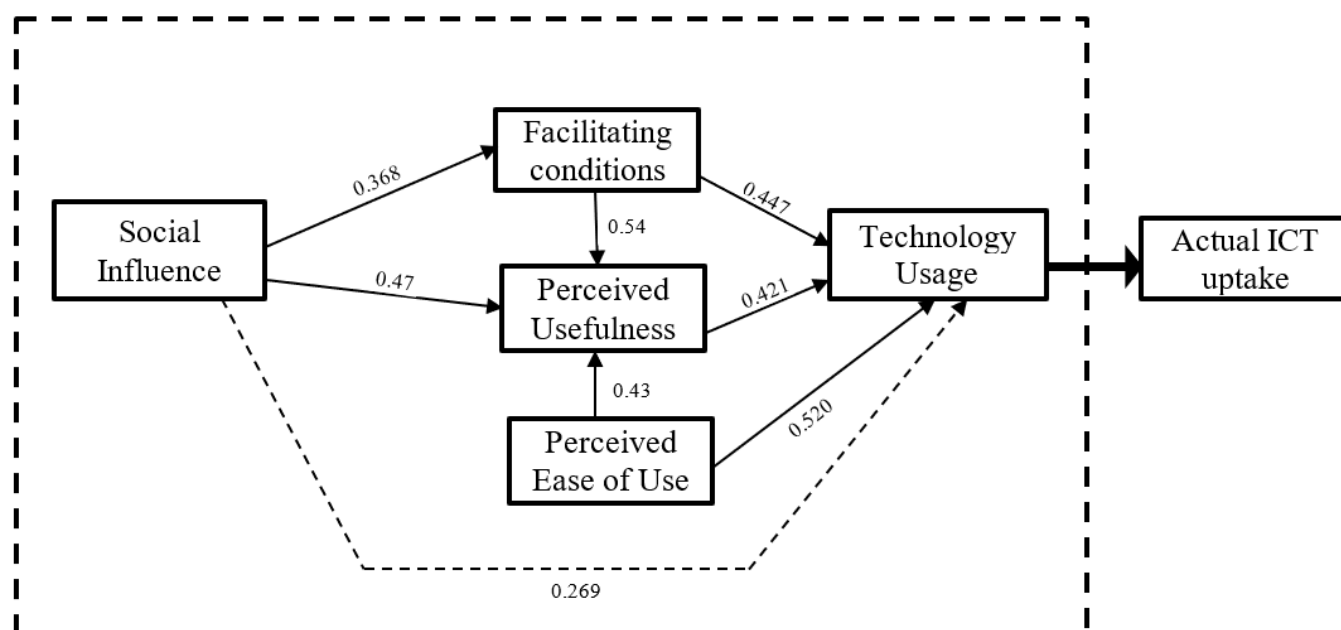 Facilitating
conditions
0.368
0.447
Social
Influence
0.54
Technology
Usage
Actual ICT
uptake
0.47
Perceived
Usefulness
0.421
0.43
Perceived
Ease of Use
0.520
0.269